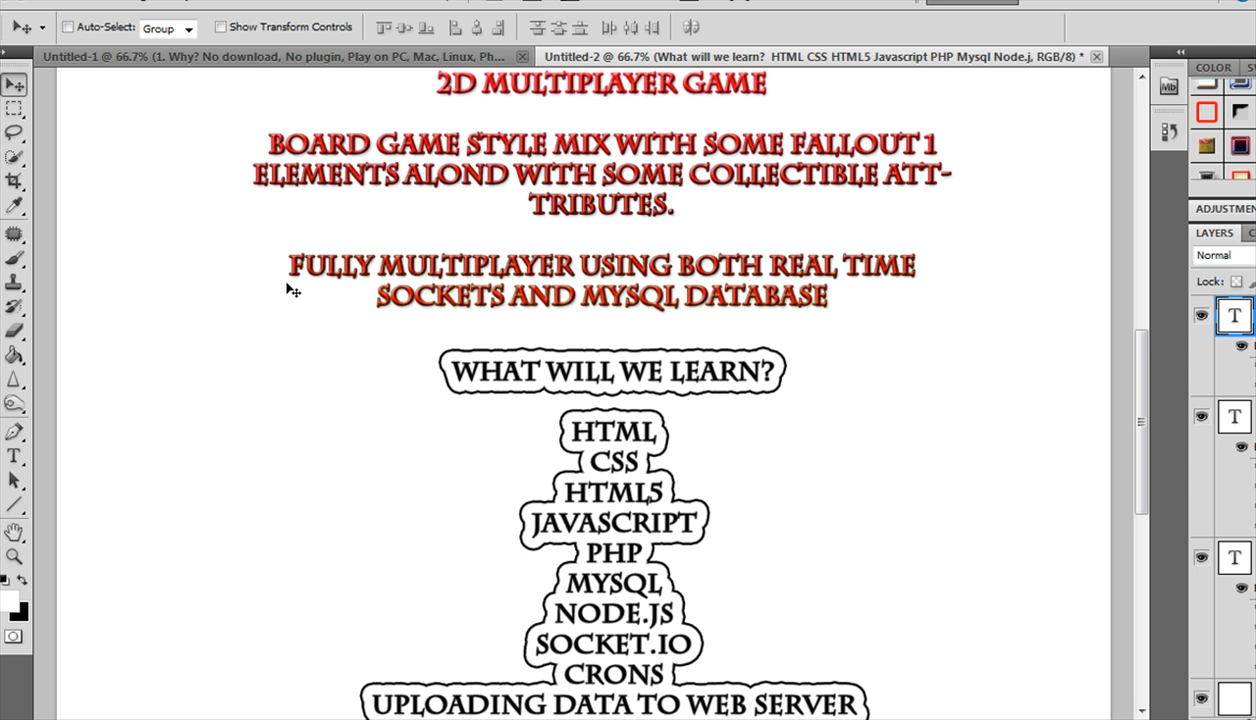 Auto-Select:
Group
Show Transform Controls
Untitled-1 @ 66.7% (1. Why? No download, No plugin, Play on PC, Mac, Linux, Ph...
Untitled-2 @ 66.7% (What will we learn?  HTML CSS HTML5 Javascript PHP Mysql Node.j, RGB/8) *
COLOR
Mb
2D MULTIPLAYER GAME
BOARD GAME STYLE MIX WITH SOME FALLOUT 1
ELEMENTS ALOND WITH SOME COLLECTIBLE ATT-
TRIBUTES.
FULLY MULTIPLAYER USING BOTH REAL TIME
SOCKETS AND MYSQL DATABASE
WHAT WILL WE LEARN?
HTML
CSS
HTML5
JAVASCRIPT
PHP
MYSQL
NODE.JS
SOCKET.IO
CRONS
UPLOADING DATA TO WEB SERVER
ADJUSTMEN
LAYERS
Normal
Lock:
T
T
T